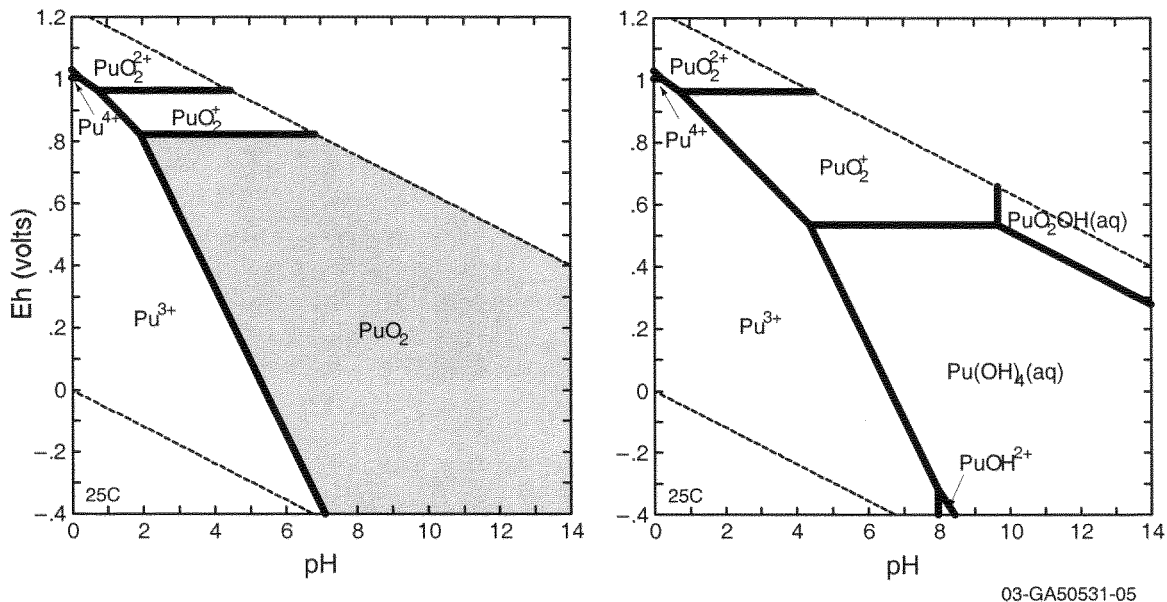 1.2
1
.8
.6
.4
.2
0
-.2
-.4
Eh (volts)
PuO₂²⁺
Pu⁴⁺
PuO₂⁺
Pu³⁺
PuO₂
25C
0 2 4 6 8 10 12 14
pH
1.2
1
.8
.6
.4
.2
0
-.2
-.4
PuO₂²⁺
Pu⁴⁺
PuO₂⁺
PuO₂OH(aq)
Pu³⁺
Pu(OH)₄(aq)
PuOH²⁺
25C
0 2 4 6 8 10 12 14
pH
03-GA50531-05